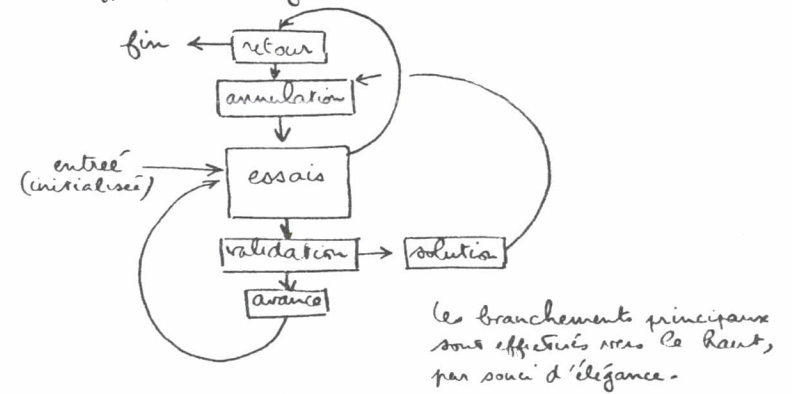 fin
retour
annulation
entrée
(initialisée)
essais
validation
solution
avance
les branchements principaux
sont effectués vers le haut,
par souci d'élégance.